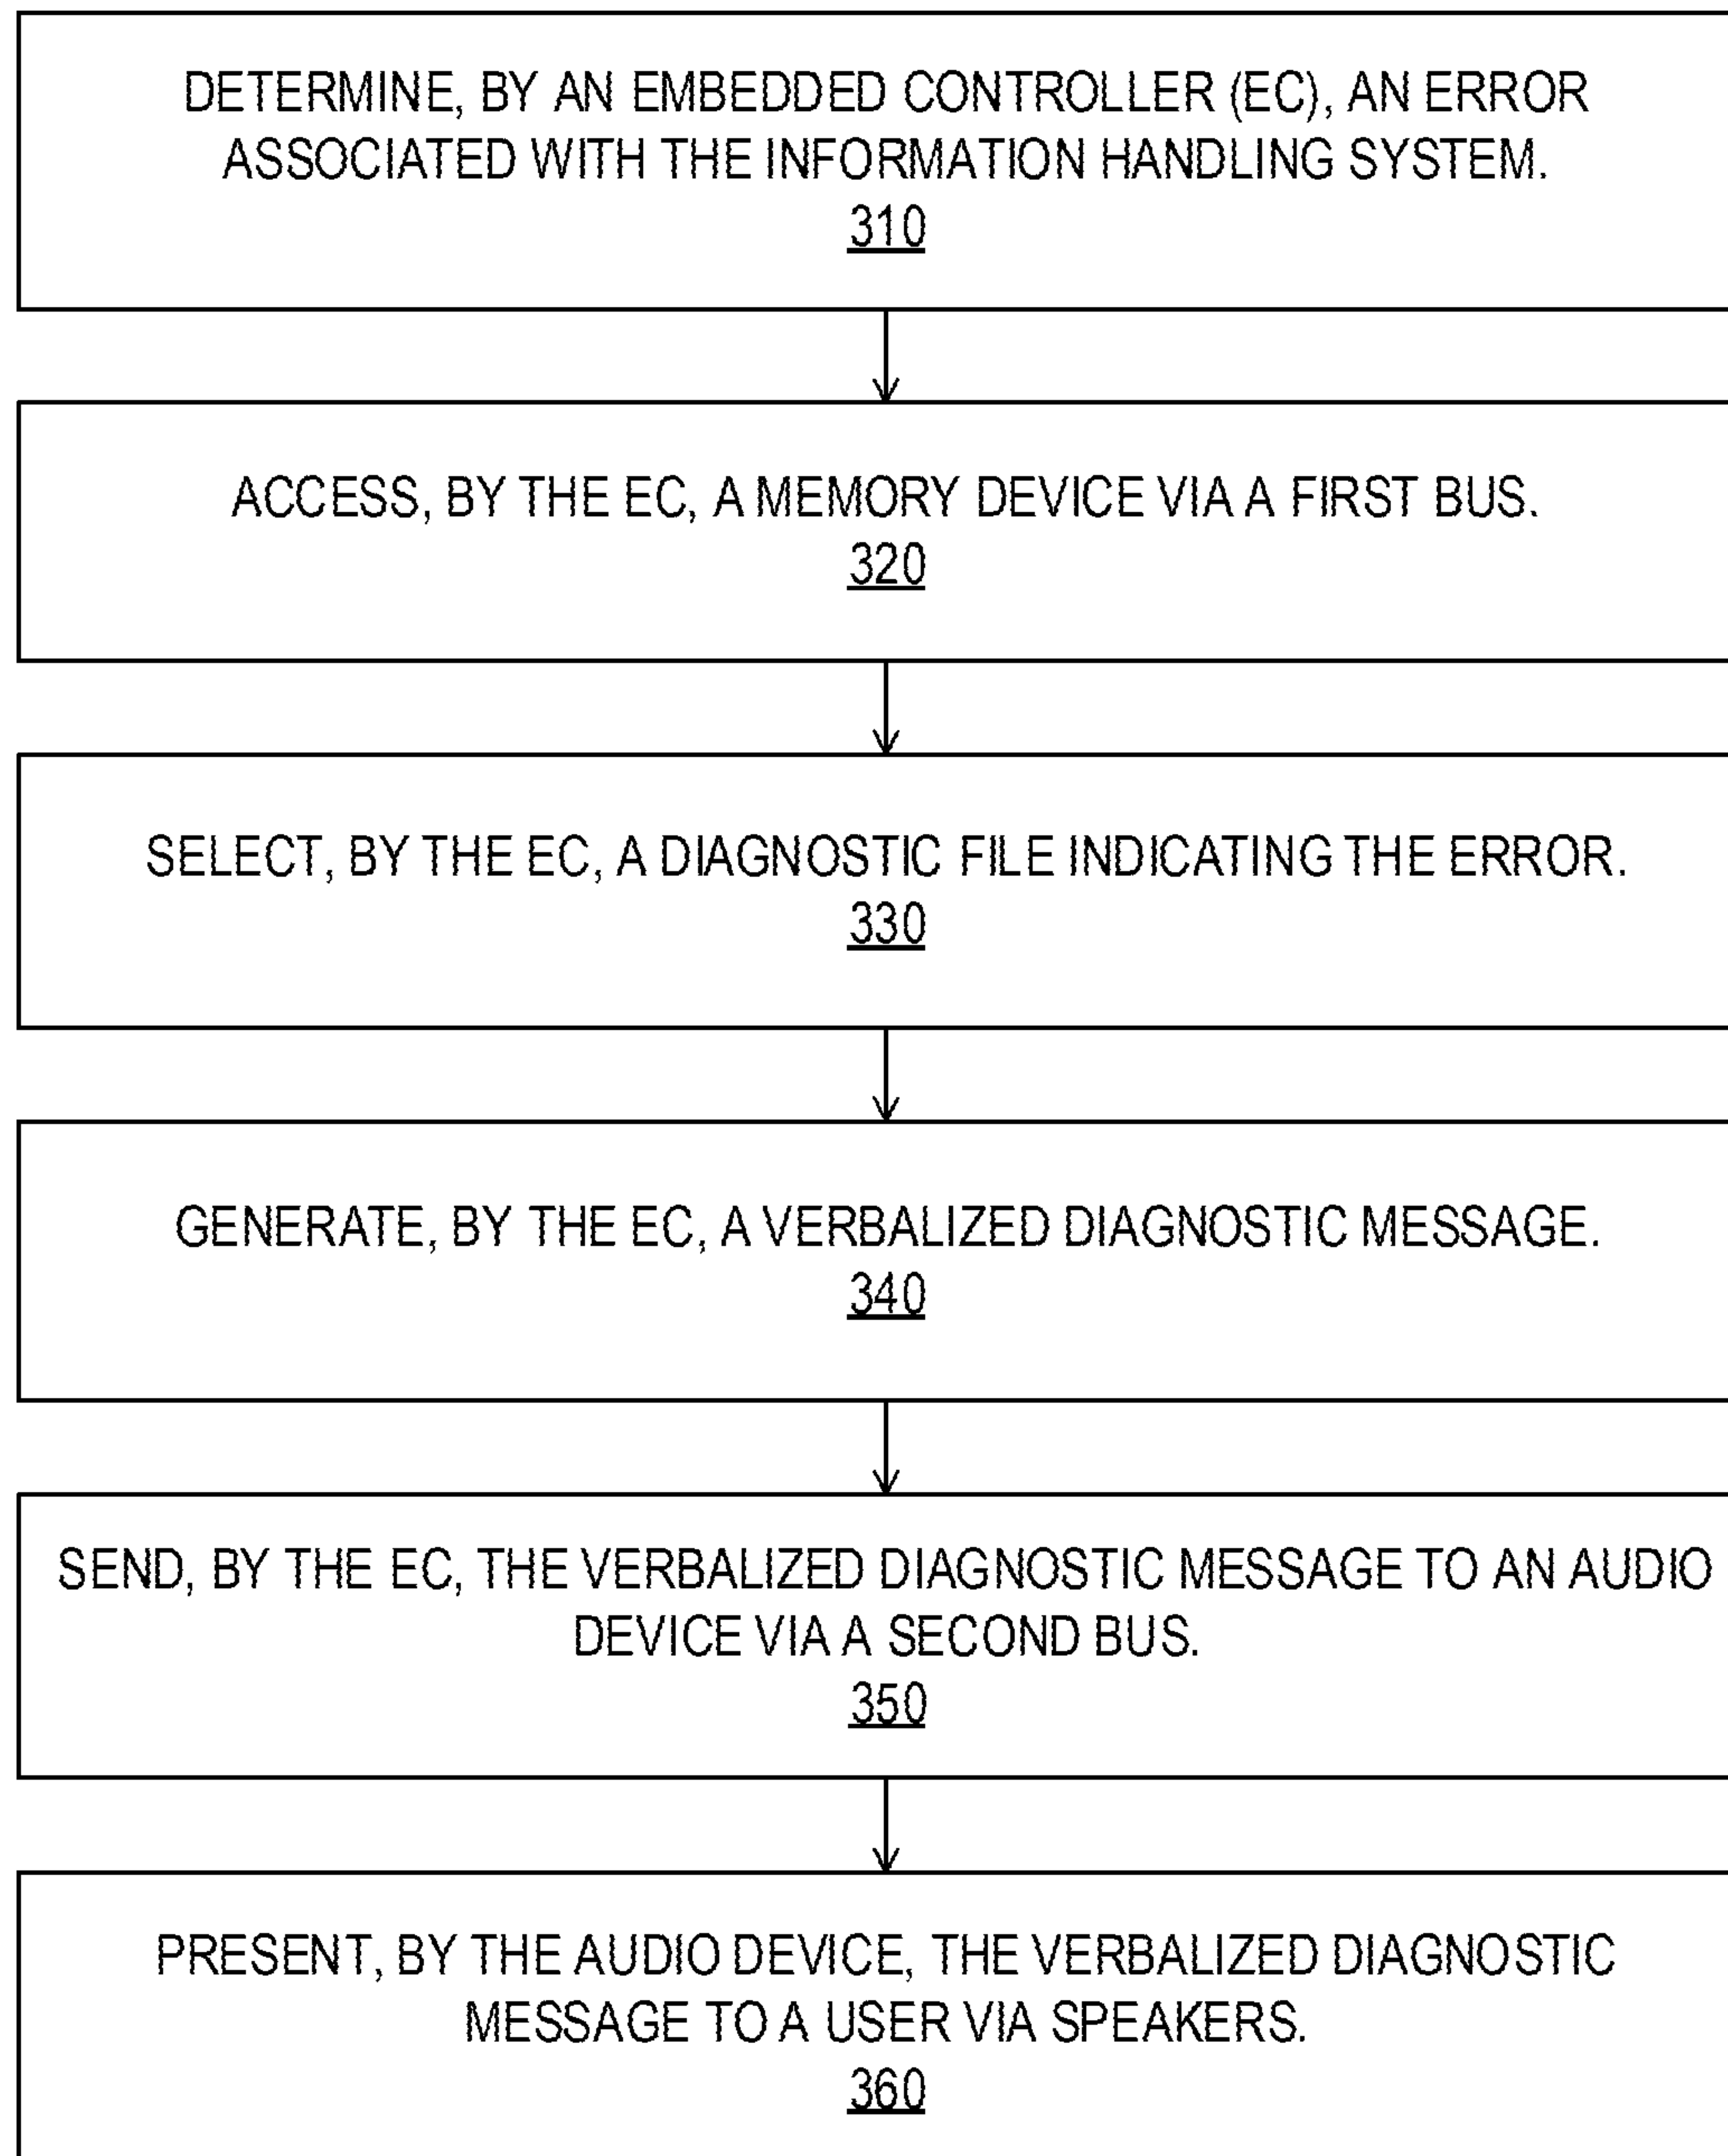 DETERMINE, BY AN EMBEDDED CONTROLLER (EC), AN ERROR
ASSOCIATED WITH THE INFORMATION HANDLING SYSTEM.
310
ACCESS, BY THE EC, A MEMORY DEVICE VIA A FIRST BUS.
320
SELECT, BY THE EC, A DIAGNOSTIC FILE INDICATING THE ERROR.
330
GENERATE, BY THE EC, A VERBALIZED DIAGNOSTIC MESSAGE.
340
SEND, BY THE EC, THE VERBALIZED DIAGNOSTIC MESSAGE TO AN AUDIO
DEVICE VIA A SECOND BUS.
350
PRESENT, BY THE AUDIO DEVICE, THE VERBALIZED DIAGNOSTIC
MESSAGE TO A USER VIA SPEAKERS.
360